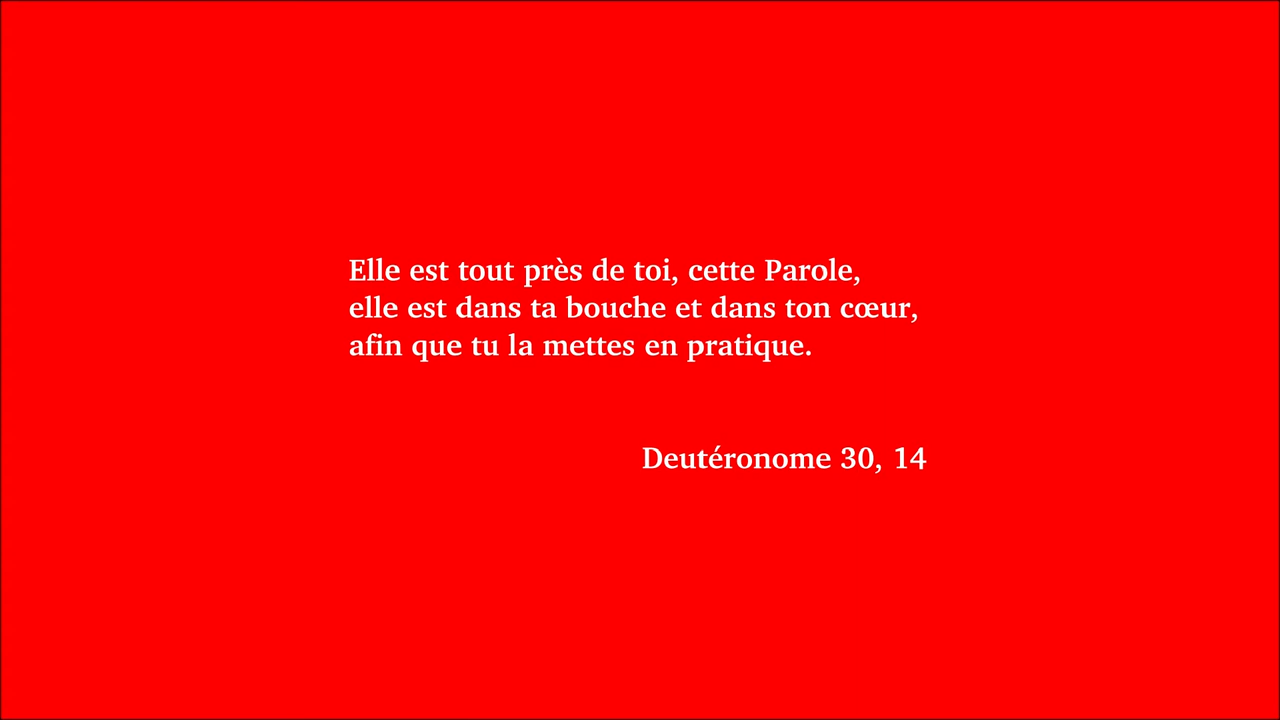 Elle est tout près de toi, cette Parole,
elle est dans ta bouche et dans ton cœur,
afin que tu la mettes en pratique.
Deutéronome 30, 14